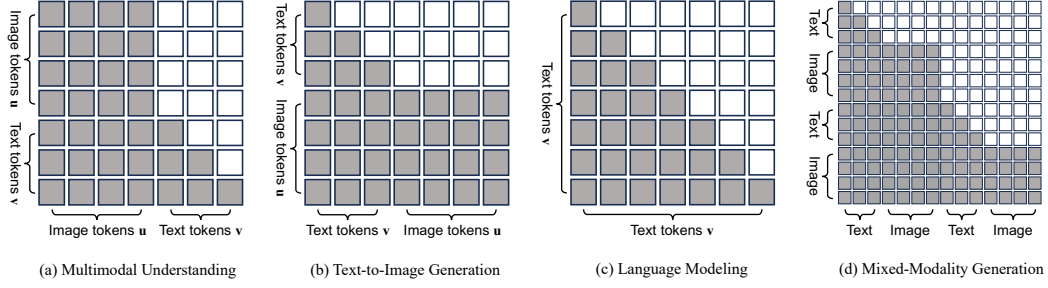 Image tokens u
Text tokens v
Image tokens u
Text tokens v
(a) Multimodal Understanding
Text tokens v
Image tokens u
Text tokens v
Image tokens u
(b) Text-to-Image Generation
Text tokens v
Text tokens v
(c) Language Modeling
Text
Image
Text
Image
Text
Image
Text
Image
(d) Mixed-Modality Generation